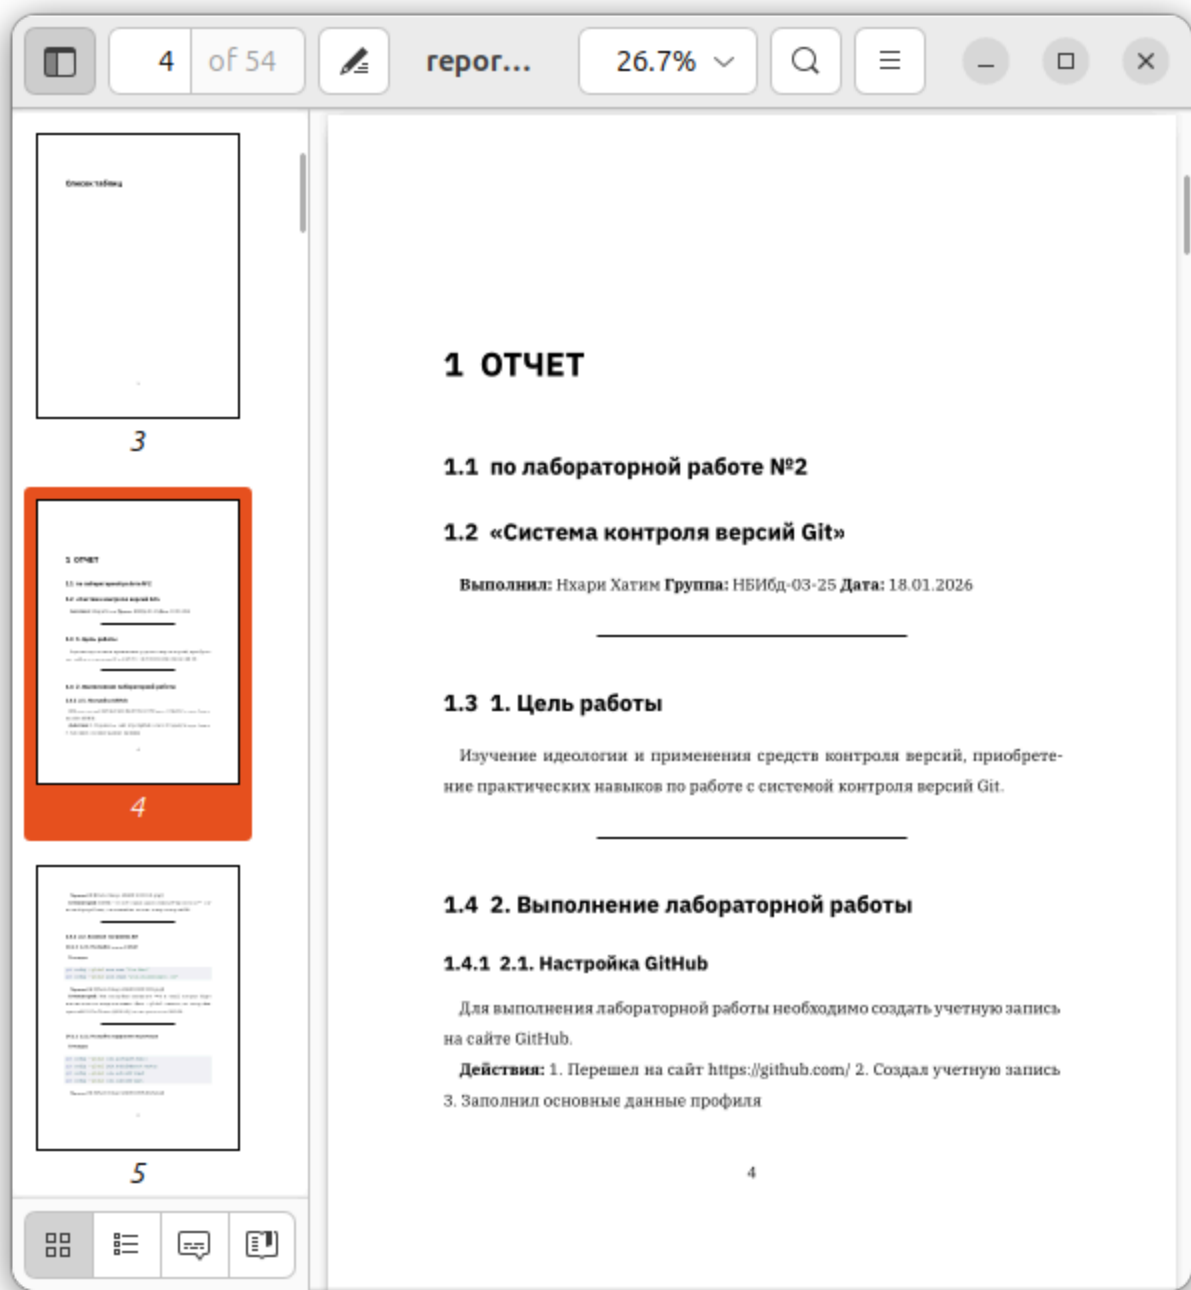 4 of 54
repor...
26.7%
Список таблиц
3
4
5
1 ОТЧЕТ
1.1 по лабораторной работе №2
1.2 «Система контроля версий Git»
Выполнил: Нхари Хатим Группа: НБИбд-03-25 Дата: 18.01.2026
1.3 1. Цель работы
Изучение идеологии и применения средств контроля версий, приобрете-
ние практических навыков по работе с системой контроля версий Git.
1.4 2. Выполнение лабораторной работы
1.4.1 2.1. Настройка GitHub
Для выполнения лабораторной работы необходимо создать учетную запись
на сайте GitHub.
Действия: 1. Перешел на сайт https://github.com/ 2. Создал учетную запись
3. Заполнил основные данные профиля
4